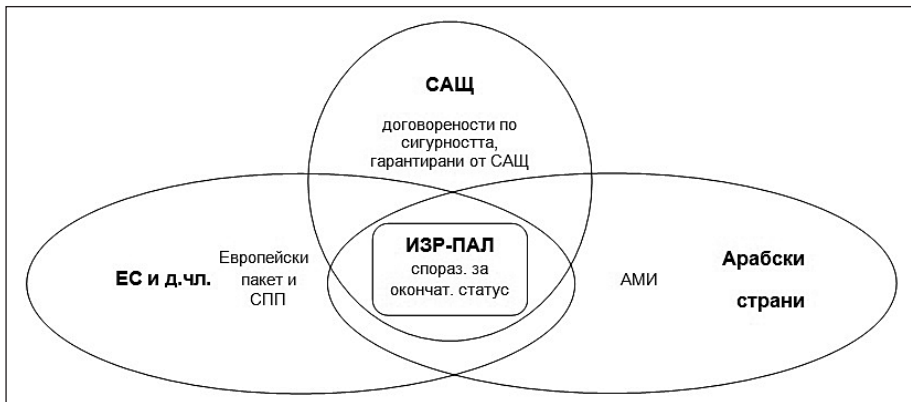 САЩ
договорености по
сигурността,
гарантирани от САЩ
ЕС и д.чл.
Европейски
пакет и
СПП
ИЗР-ПАЛ
спораз. за
окончат. статус
АМИ
Арабски
страни